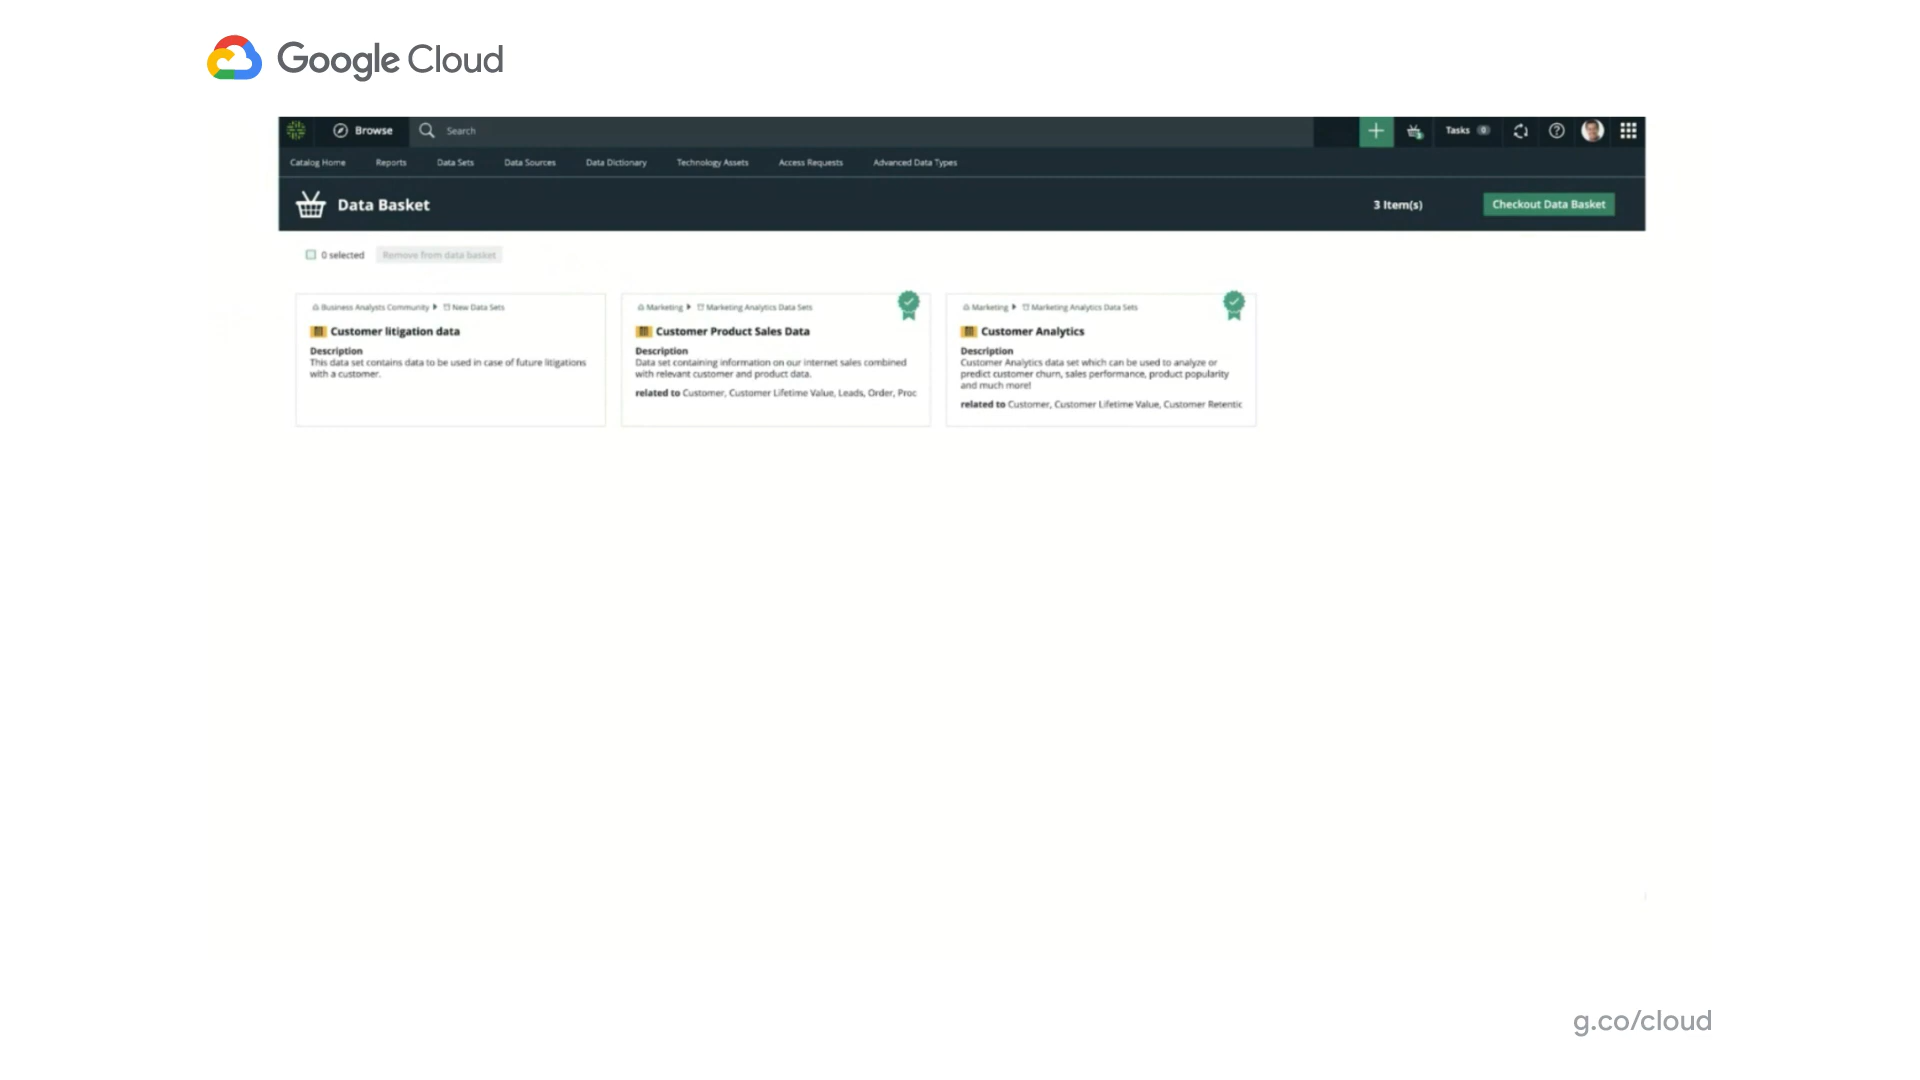 Google Cloud
Browse
Search
Tasks 0
Catalog Home
Reports
Data Sets
Data Sources
Data Dictionary
Technology Assets
Access Requests
Advanced Data Types
Data Basket
3 Item(s)
Checkout Data Basket
0 selected
Remove from data basket
Business Analysts Community
New Data Sets
Customer litigation data
Description
This data set contains data to be used in case of future litigations
with a customer.
Marketing
Marketing Analytics Data Sets
Customer Product Sales Data
Description
Data set containing information on our internet sales combined
with relevant customer and product data.
related to Customer, Customer Lifetime Value, Leads, Order, Proc
Marketing
Marketing Analytics Data Sets
Customer Analytics
Description
Customer Analytics data set which can be used to analyze or
predict customer churn, sales performance, product popularity
and much more!
related to Customer, Customer Lifetime Value, Customer Retentic
g.co/cloud